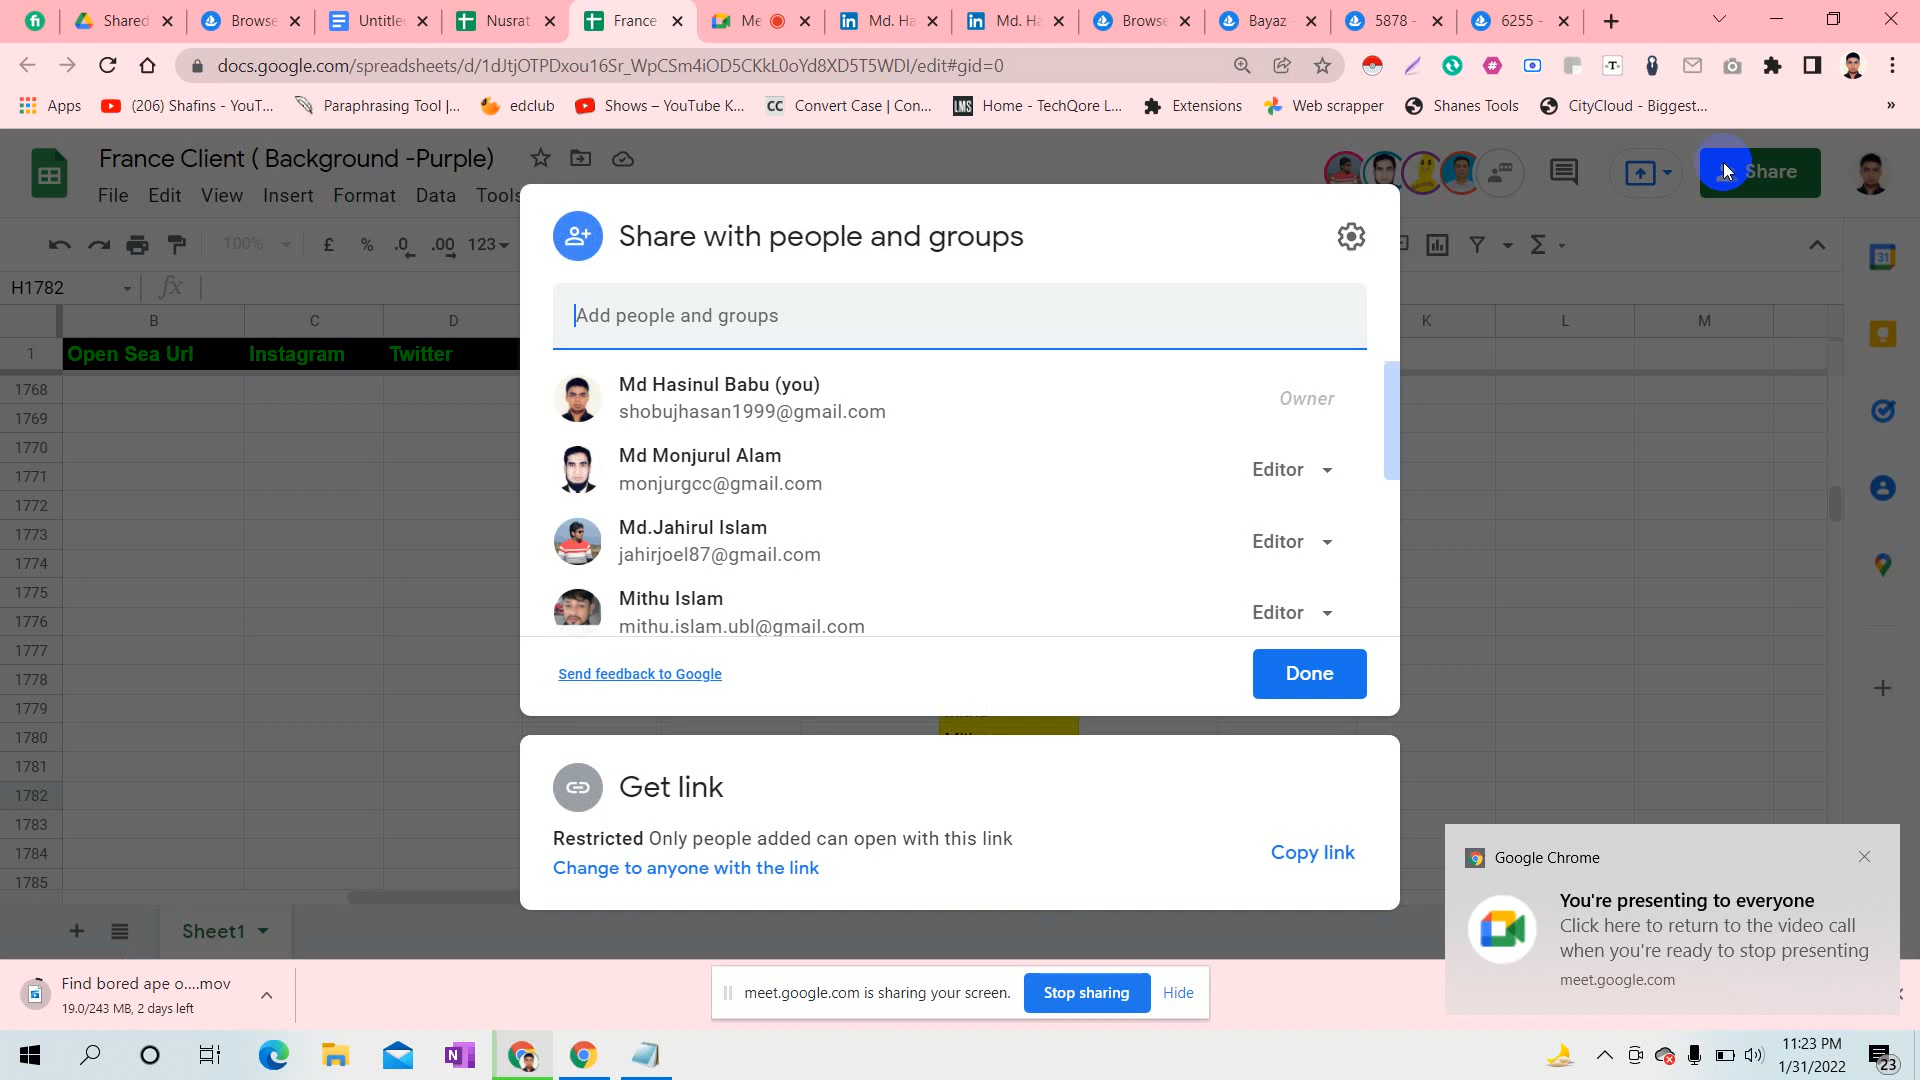 Shared
Browse
Untitle
Nusrat
France
Me
Md. Ha
Md. Ha
Browse
Bayaz
5878 -
6255 -
docs.google.com/spreadsheets/d/1dJtjOTPDxou16Sr_WpCSm4iOD5CKkL0oYd8XD5T5WDI/edit#gid=0
Apps
(206) Shafins - YouT...
Paraphrasing Tool |...
edclub
Shows – YouTube K...
CC Convert Case | Con...
LMS Home - TechQore L...
Extensions
Web scrapper
Shanes Tools
CityCloud - Biggest...
»
France Client ( Background -Purple)
Share
File Edit View Insert Format Data Tools
100% £ % .0 .00 123
H1782
fx
B C D K L M
1 Open Sea Url Instagram Twitter
1768
1769
1770
1771
1772
1773
1774
1775
1776
1777
1778
1779
1780
1781
1782
1783
1784
1785
Share with people and groups
Add people and groups
Md Hasinul Babu (you)
shobujhasan1999@gmail.com
Owner
Md Monjurul Alam
monjurgcc@gmail.com
Editor
Md.Jahirul Islam
jahirjoel87@gmail.com
Editor
Mithu Islam
mithu.islam.ubl@gmail.com
Editor
Send feedback to Google
Done
Get link
Restricted Only people added can open with this link
Change to anyone with the link
Copy link
Google Chrome
You're presenting to everyone
Click here to return to the video call
when you're ready to stop presenting
meet.google.com
Sheet1
Find bored ape o....mov
19.0/243 MB, 2 days left
meet.google.com is sharing your screen.
Stop sharing
Hide
11:23 PM
1/31/2022
23